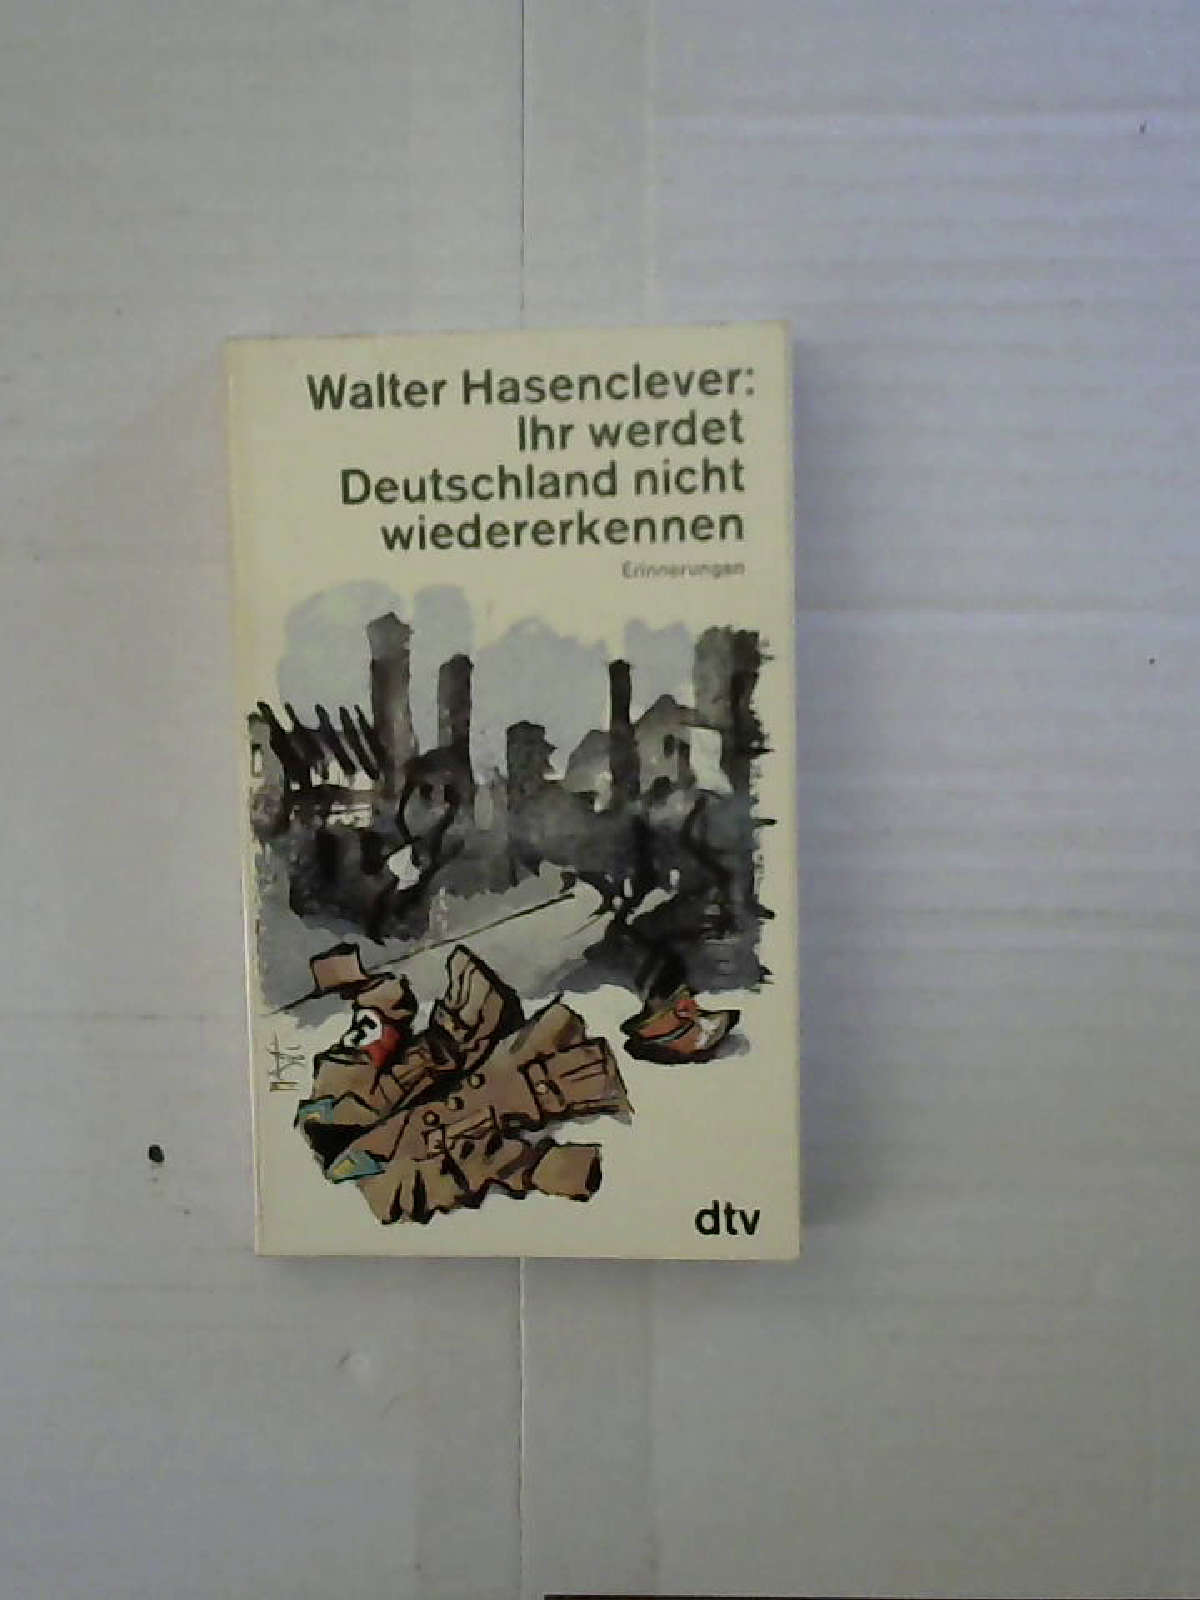 Walter Hasenclever:
Ihr werdet
Deutschland nicht
wiedererkennen
Erinnerungen
dtv